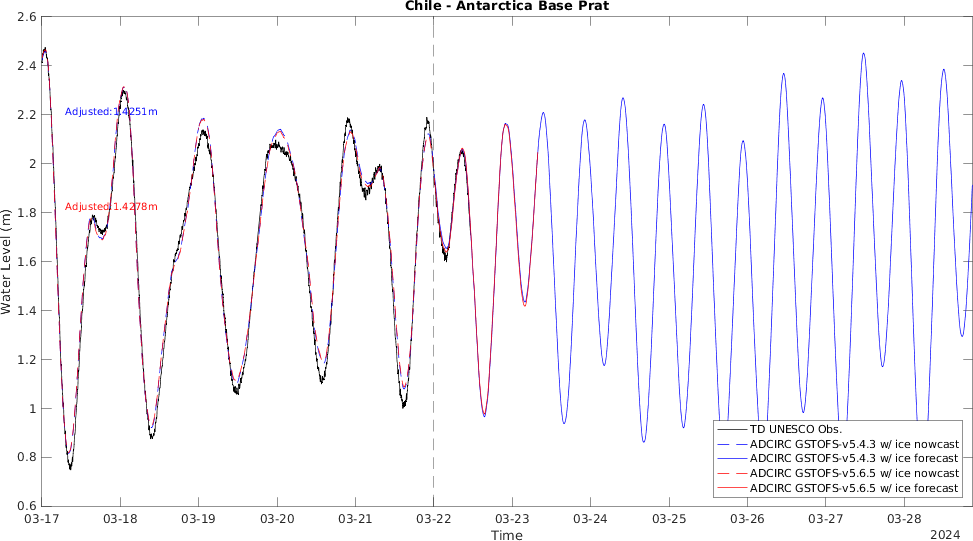 Chile - Antarctica Base Prat
2.6
2.4
2.2
2
1.8
1.6
1.4
1.2
1
0.8
0.6
Water Level (m)
Adjusted:1.4251m
Adjusted:1.4278m
TD UNESCO Obs.
ADCIRC GSTOFS-v5.4.3 w/ ice nowcast
ADCIRC GSTOFS-v5.4.3 w/ ice forecast
ADCIRC GSTOFS-v5.6.5 w/ ice nowcast
ADCIRC GSTOFS-v5.6.5 w/ ice forecast
03-17 03-18 03-19 03-20 03-21 03-22 03-23 03-24 03-25 03-26 03-27 03-28
Time
2024